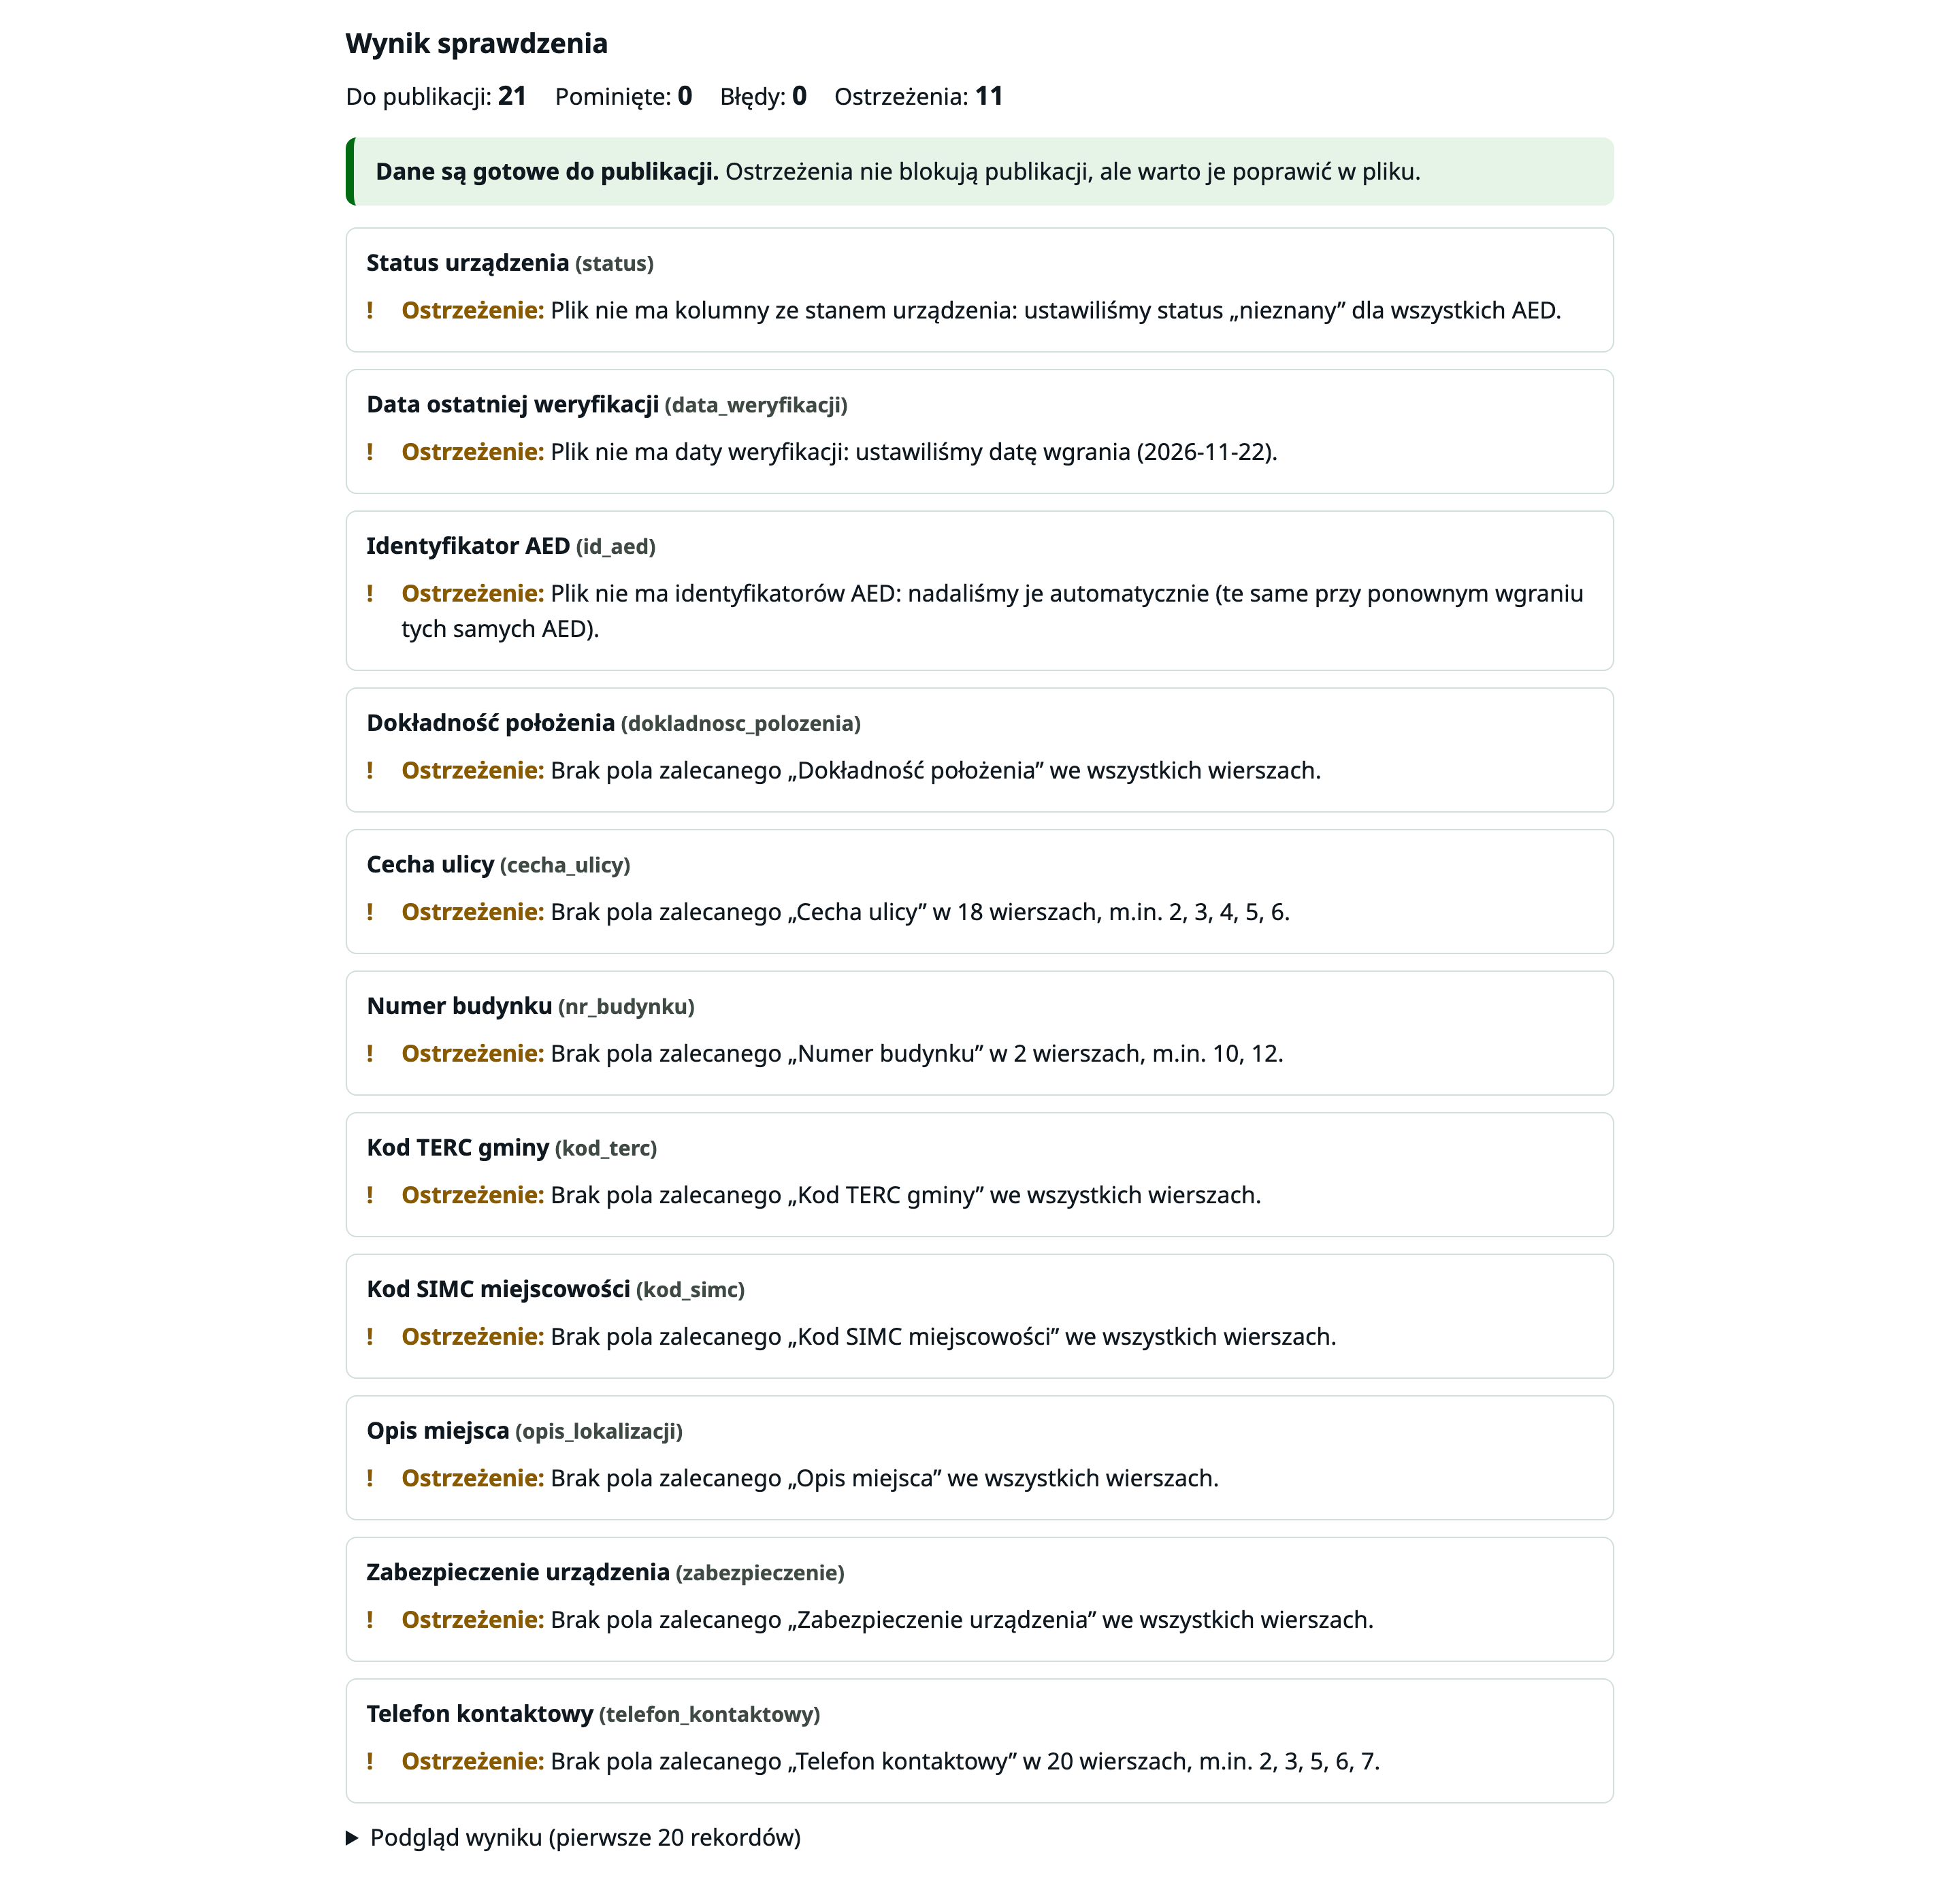 Wynik sprawdzenia
Do publikacji: 21 Pominięte: 0 Błędy: 0 Ostrzeżenia: 11
Dane są gotowe do publikacji. Ostrzeżenia nie blokują publikacji, ale warto je poprawić w pliku.
Status urządzenia (status)
! Ostrzeżenie: Plik nie ma kolumny ze stanem urządzenia: ustawiliśmy status „nieznany” dla wszystkich AED.
Data ostatniej weryfikacji (data_weryfikacji)
! Ostrzeżenie: Plik nie ma daty weryfikacji: ustawiliśmy datę wgrania (2026-11-22).
Identyfikator AED (id_aed)
! Ostrzeżenie: Plik nie ma identyfikatorów AED: nadaliśmy je automatycznie (te same przy ponownym wgraniu
tych samych AED).
Dokładność położenia (dokladnosc_polozenia)
! Ostrzeżenie: Brak pola zalecanego „Dokładność położenia” we wszystkich wierszach.
Cecha ulicy (cecha_ulicy)
! Ostrzeżenie: Brak pola zalecanego „Cecha ulicy” w 18 wierszach, m.in. 2, 3, 4, 5, 6.
Numer budynku (nr_budynku)
! Ostrzeżenie: Brak pola zalecanego „Numer budynku” w 2 wierszach, m.in. 10, 12.
Kod TERC gminy (kod_terc)
! Ostrzeżenie: Brak pola zalecanego „Kod TERC gminy” we wszystkich wierszach.
Kod SIMC miejscowości (kod_simc)
! Ostrzeżenie: Brak pola zalecanego „Kod SIMC miejscowości” we wszystkich wierszach.
Opis miejsca (opis_lokalizacji)
! Ostrzeżenie: Brak pola zalecanego „Opis miejsca” we wszystkich wierszach.
Zabezpieczenie urządzenia (zabezpieczenie)
! Ostrzeżenie: Brak pola zalecanego „Zabezpieczenie urządzenia” we wszystkich wierszach.
Telefon kontaktowy (telefon_kontaktowy)
! Ostrzeżenie: Brak pola zalecanego „Telefon kontaktowy” w 20 wierszach, m.in. 2, 3, 5, 6, 7.
▶ Podgląd wyniku (pierwsze 20 rekordów)